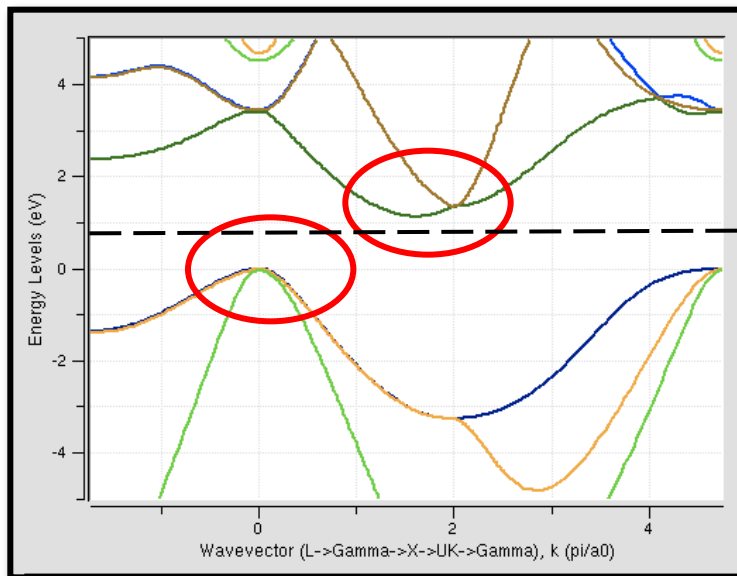 4
2
0
-2
-4
Energy Levels (eV)
0 2 4
Wavevector (L->Gamma->X->UK->Gamma), k (pi/a0)